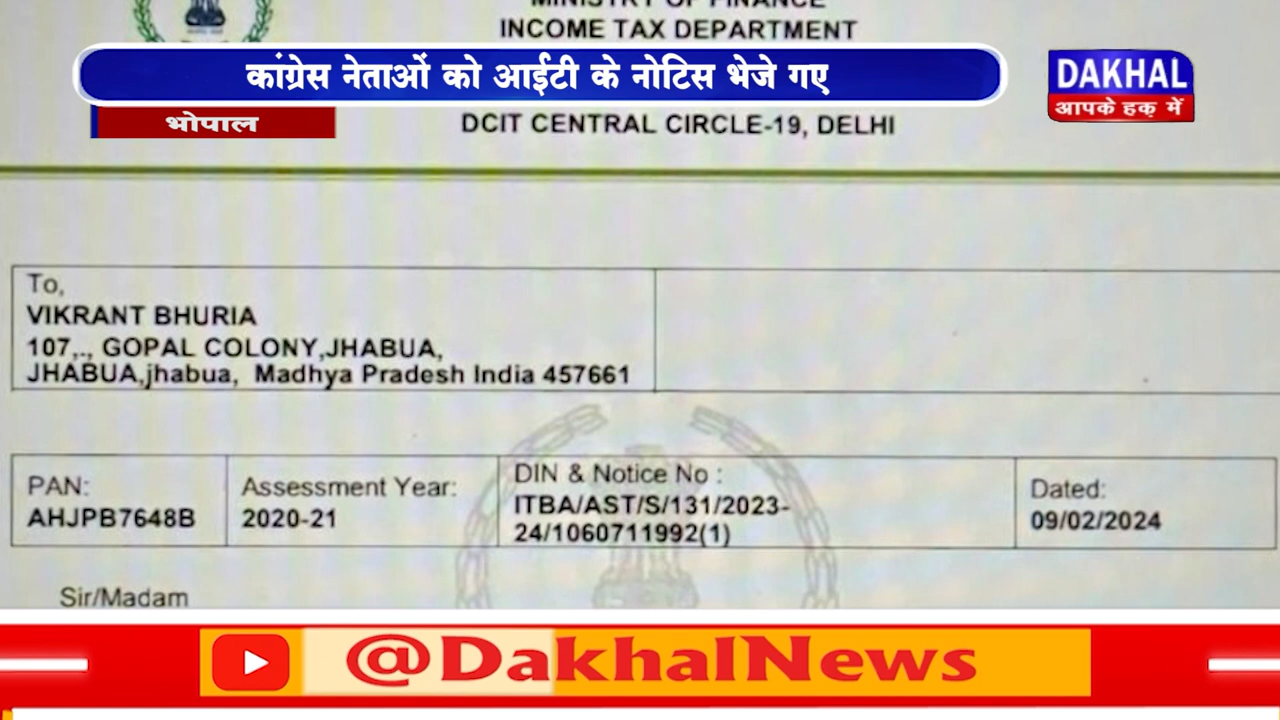 MINISTRY OF FINANCE
INCOME TAX DEPARTMENT
कांग्रेस नेताओं को आईटी के नोटिस भेजे गए
DAKHAL
आपके हक़ में
भोपाल
DCIT CENTRAL CIRCLE-19, DELHI
To,
VIKRANT BHURIA
107,., GOPAL COLONY,JHABUA,
JHABUA,jhabua, Madhya Pradesh India 457661
PAN:
AHJPB7648B
Assessment Year:
2020-21
DIN & Notice No :
ITBA/AST/S/131/2023-
24/1060711992(1)
Dated:
09/02/2024
Sir/Madam
@DakhalNews